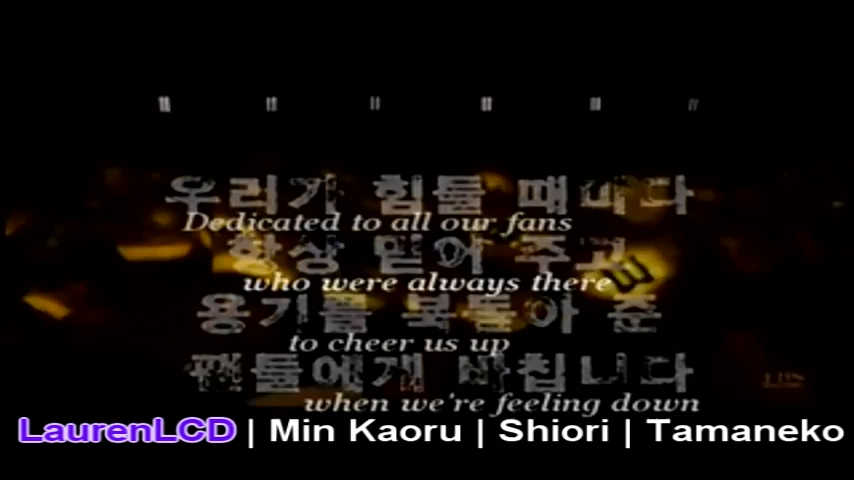 우리가 힘들 때마다
Dedicated to all our fans
항상 믿어 주고
who were always there
용기를 북돋아 준
to cheer us up
팬들에게 바칩니다
when we're feeling down
LaurenLCD | Min Kaoru | Shiori | Tamaneko